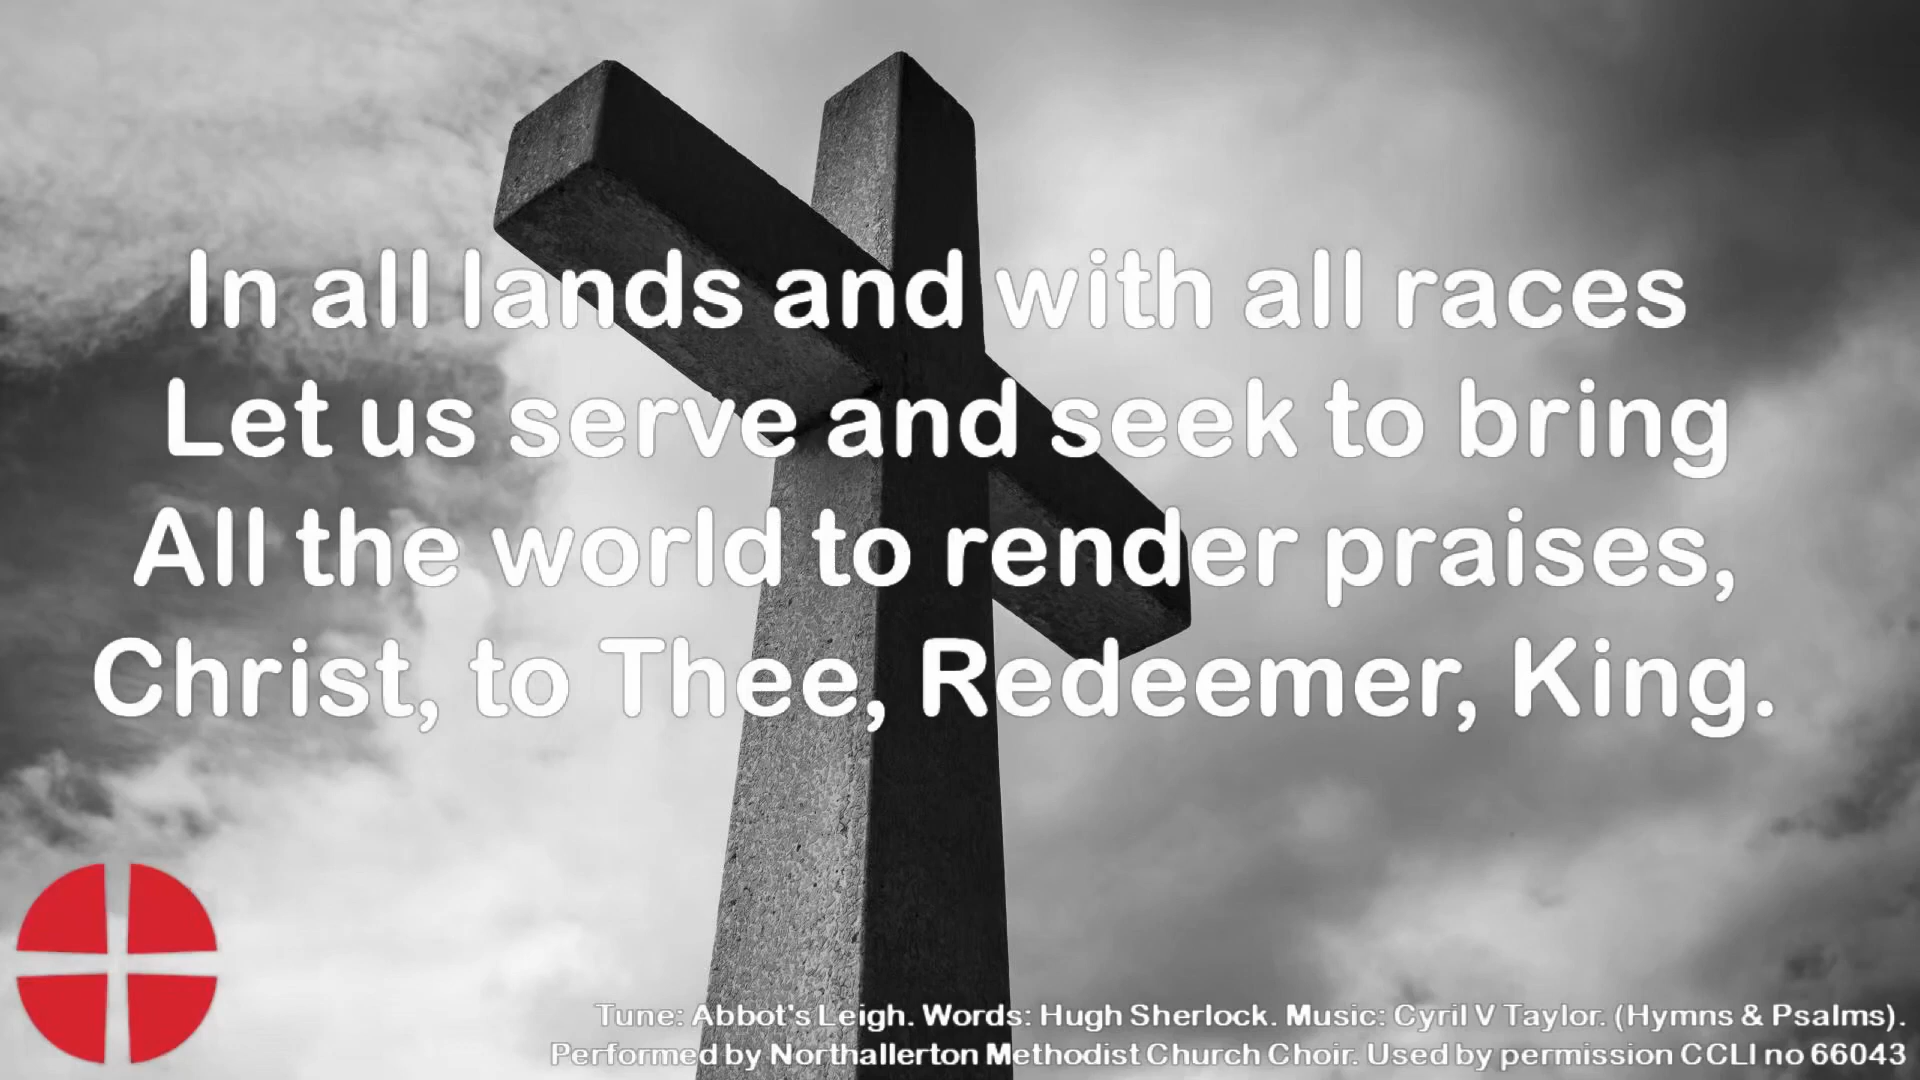 In all lands and with all races
Let us serve and seek to bring
All the world to render praises,
Christ, to Thee, Redeemer, King.
Tune: Abbot's Leigh. Words: Hugh Sherlock. Music: Cyril V Taylor. (Hymns & Psalms).
Performed by Northallerton Methodist Church Choir. Used by permission CCLI no 66043